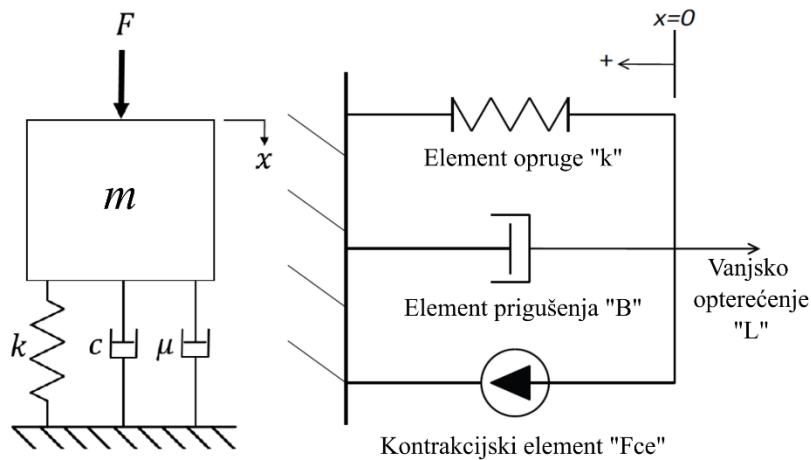 F
x
m
k
c
μ
x=0
+
Element opruge "k"
Element prigušenja "B"
Vanjsko
opterećenje
"L"
Kontrakcijski element "Fce"